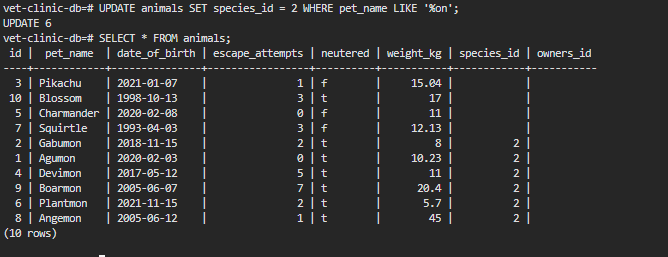 vet-clinic-db=# UPDATE animals SET species_id = 2 WHERE pet_name LIKE '%on';
UPDATE 6
vet-clinic-db=# SELECT * FROM animals;
 id |  pet_name  | date_of_birth | escape_attempts | neutered | weight_kg | species_id | owners_id
----+------------+---------------+-----------------+----------+-----------+------------+-----------
  3 | Pikachu    | 2021-01-07    |               1 | f        |     15.04 |            |
 10 | Blossom    | 1998-10-13    |               3 | t        |        17 |            |
  5 | Charmander | 2020-02-08    |               0 | f        |        11 |            |
  7 | Squirtle   | 1993-04-03    |               3 | f        |     12.13 |            |
  2 | Gabumon    | 2018-11-15    |               2 | t        |         8 |          2 |
  1 | Agumon     | 2020-02-03    |               0 | t        |     10.23 |          2 |
  4 | Devimon    | 2017-05-12    |               5 | t        |        11 |          2 |
  9 | Boarmon    | 2005-06-07    |               7 | t        |      20.4 |          2 |
  6 | Plantmon   | 2021-11-15    |               2 | t        |       5.7 |          2 |
  8 | Angemon    | 2005-06-12    |               1 | t        |        45 |          2 |
(10 rows)